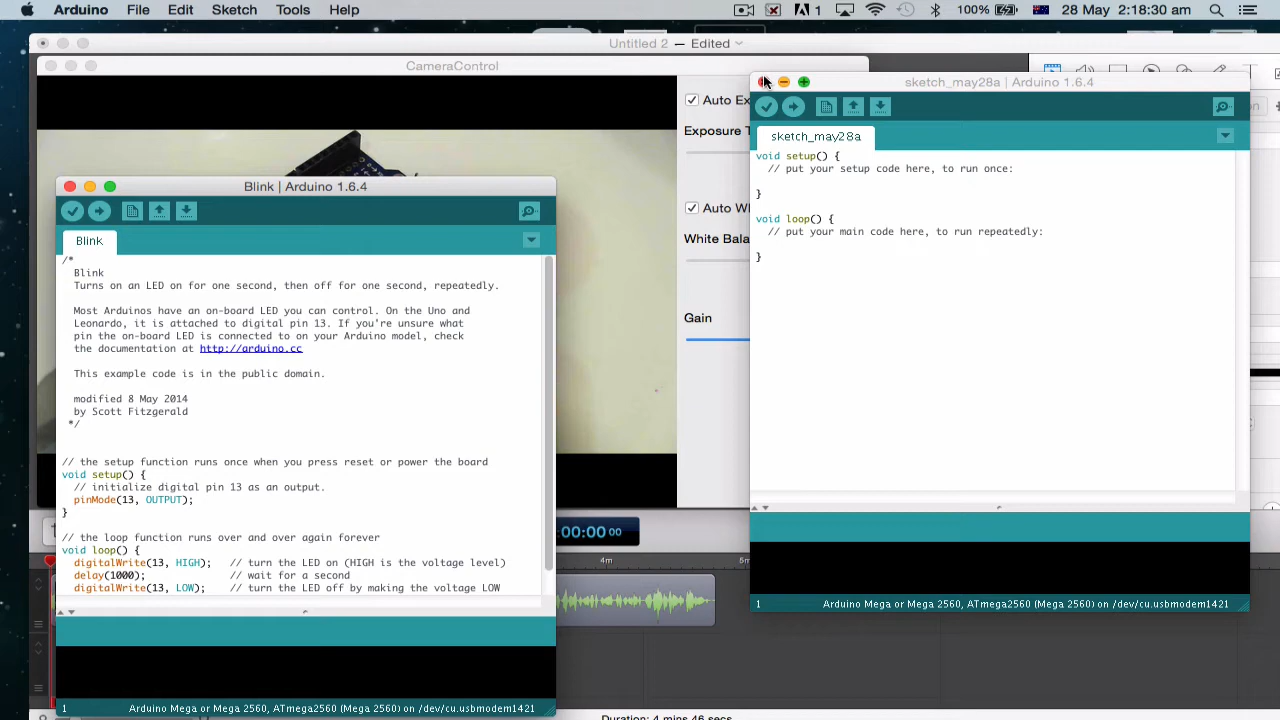 Arduino File Edit Sketch Tools Help 1 100% 28 May 2:18:30 am
Untitled 2 — Edited
CameraControl
Auto Ex
Exposure T
Auto Wh
White Bala
Gain
Blink | Arduino 1.6.4
Blink
/*
Blink
Turns on an LED on for one second, then off for one second, repeatedly.
Most Arduinos have an on-board LED you can control. On the Uno and
Leonardo, it is attached to digital pin 13. If you're unsure what
pin the on-board LED is connected to on your Arduino model, check
the documentation at http://arduino.cc
This example code is in the public domain.
modified 8 May 2014
by Scott Fitzgerald
*/
// the setup function runs once when you press reset or power the board
void setup() {
// initialize digital pin 13 as an output.
pinMode(13, OUTPUT);
}
// the loop function runs over and over again forever
void loop() {
digitalWrite(13, HIGH); // turn the LED on (HIGH is the voltage level)
delay(1000); // wait for a second
digitalWrite(13, LOW); // turn the LED off by making the voltage LOW
1 Arduino Mega or Mega 2560, ATmega2560 (Mega 2560) on /dev/cu.usbmodem1421
sketch_may28a | Arduino 1.6.4
sketch_may28a
void setup() {
// put your setup code here, to run once:
}
void loop() {
// put your main code here, to run repeatedly:
}
1 Arduino Mega or Mega 2560, ATmega2560 (Mega 2560) on /dev/cu.usbmodem1421
:00:00 00
4m
Duration: 4 mins 46 secs